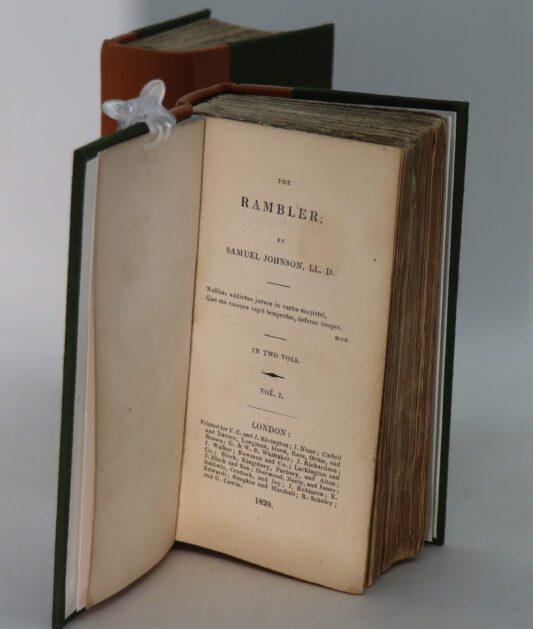 THE
RAMBLER;
BY
SAMUEL JOHNSON, LL. D.
Nullius addictus jurare in verba magistri,
Quo me cunque rapit tempestas, deferor hospes.
HOR.
IN TWO VOLS.
VOL. I.
LONDON:
Printed for F. C. and J. Rivington; J. Nunn; Cadell
and Davies; Longman, Hurst, Rees, Orme, and
Brown; G. & W. B. Whittaker; J. Richardson;
J. Walker; Newman and Co.; Lackington and
Co.; Black, Kingsbury, Parbury, and Allen;
J. Black and Son; Sherwood, Neely, and Jones;
Baldwin, Cradock, and Joy; J. Robinson; E.
Edwards; Simpkin and Marshall; R. Scholey;
and G. Cowie.
1820.